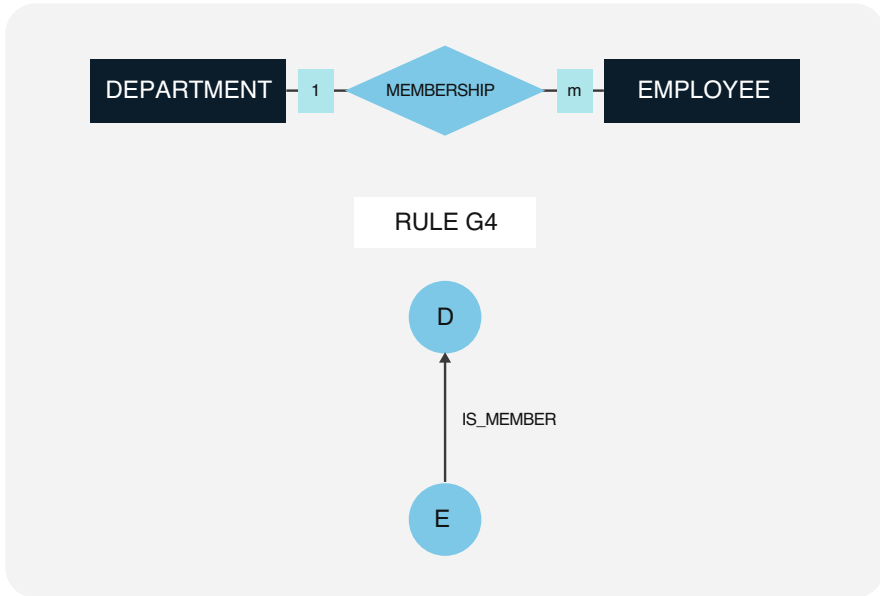 DEPARTMENT 1 MEMBERSHIP m EMPLOYEE
RULE G4
D
IS_MEMBER
E